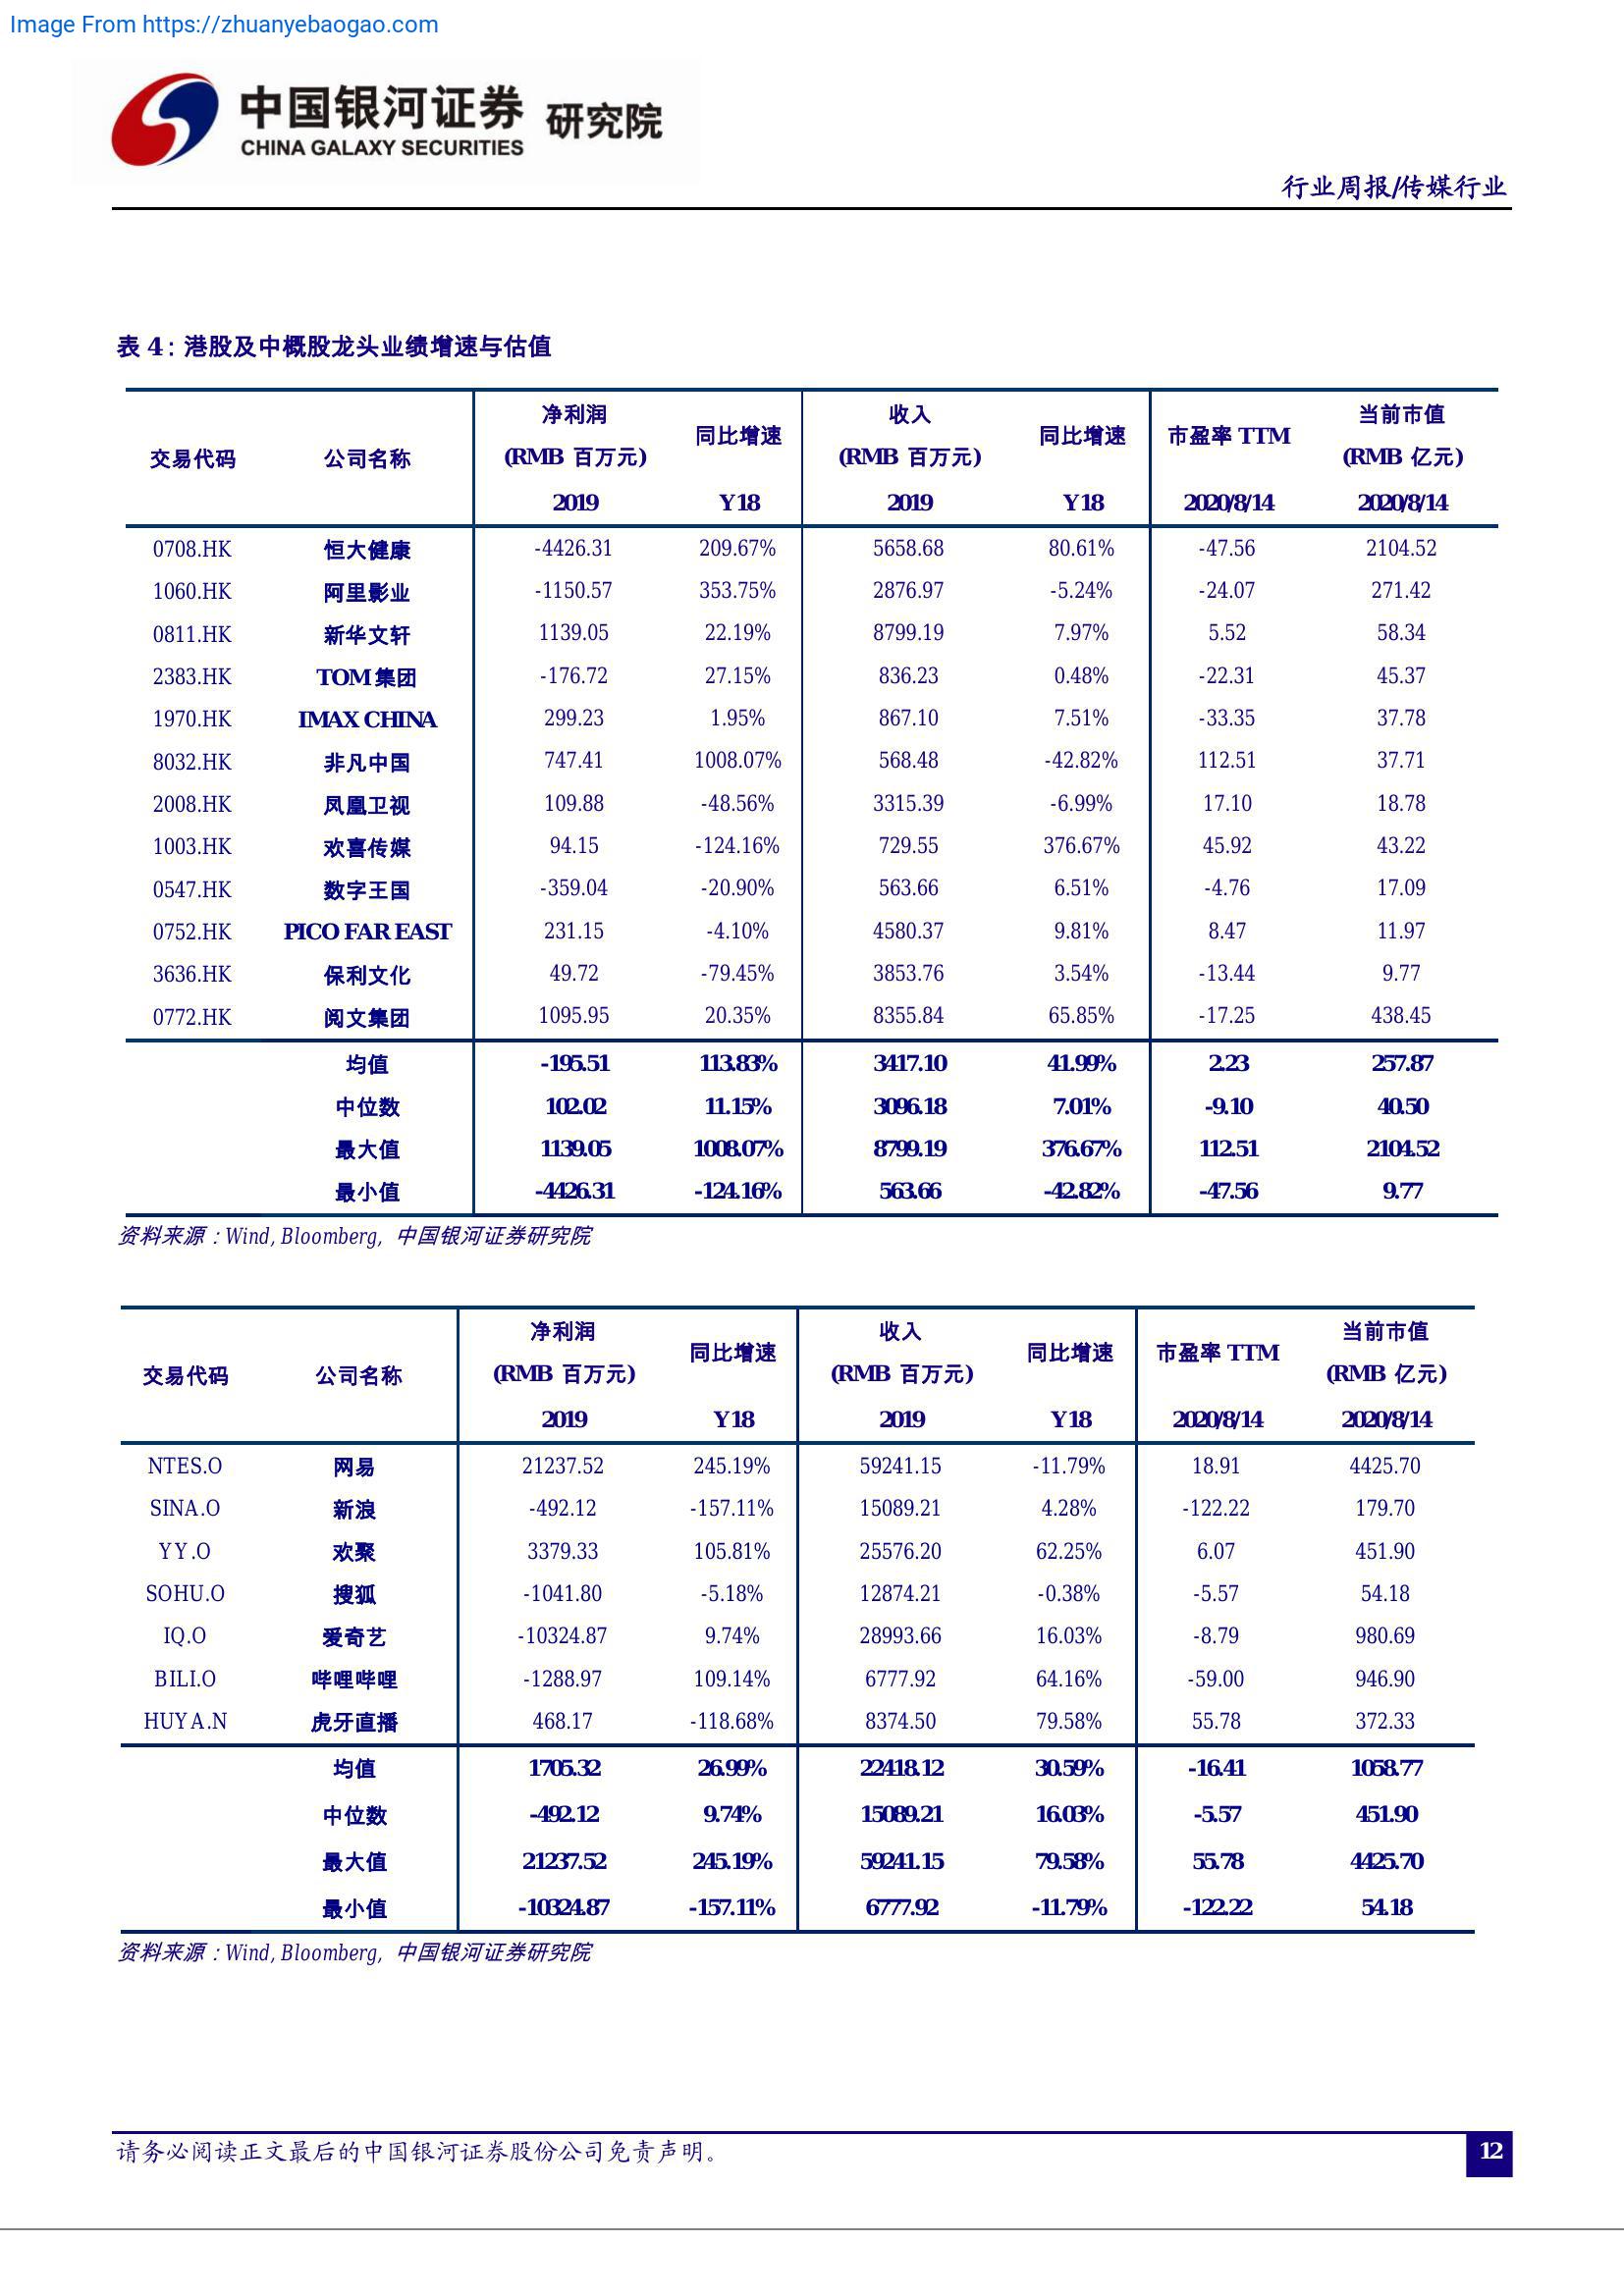 Image From https://zhuanyebaogao.com
中国银河证券 研究院
CHINA GALAXY SECURITIES
行业周报/传媒行业
表 4：港股及中概股龙头业绩增速与估值
交易代码 公司名称 净利润 (RMB 百万元) 2019 同比增速 Y18 收入 (RMB 百万元) 2019 同比增速 Y18 市盈率 TTM 2020/8/14 当前市值 (RMB 亿元) 2020/8/14
0708.HK 恒大健康 -4426.31 209.67% 5658.68 80.61% -47.56 2104.52
1060.HK 阿里影业 -1150.57 353.75% 2876.97 -5.24% -24.07 271.42
0811.HK 新华文轩 1139.05 22.19% 8799.19 7.97% 5.52 58.34
2383.HK TOM 集团 -176.72 27.15% 836.23 0.48% -22.31 45.37
1970.HK IMAX CHINA 299.23 1.95% 867.10 7.51% -33.35 37.78
8032.HK 非凡中国 747.41 1008.07% 568.48 -42.82% 112.51 37.71
2008.HK 凤凰卫视 109.88 -48.56% 3315.39 -6.99% 17.10 18.78
1003.HK 欢喜传媒 94.15 -124.16% 729.55 376.67% 45.92 43.22
0547.HK 数字王国 -359.04 -20.90% 563.66 6.51% -4.76 17.09
0752.HK PICO FAR EAST 231.15 -4.10% 4580.37 9.81% 8.47 11.97
3636.HK 保利文化 49.72 -79.45% 3853.76 3.54% -13.44 9.77
0772.HK 阅文集团 1095.95 20.35% 8355.84 65.85% -17.25 438.45
均值 -195.51 113.83% 3417.10 41.99% 2.23 257.87
中位数 102.02 11.15% 3096.18 7.01% -9.10 40.50
最大值 1139.05 1008.07% 8799.19 376.67% 112.51 2104.52
最小值 -4426.31 -124.16% 563.66 -42.82% -47.56 9.77
资料来源：Wind, Bloomberg, 中国银河证券研究院
交易代码 公司名称 净利润 (RMB 百万元) 2019 同比增速 Y18 收入 (RMB 百万元) 2019 同比增速 Y18 市盈率 TTM 2020/8/14 当前市值 (RMB 亿元) 2020/8/14
NTES.O 网易 21237.52 245.19% 59241.15 -11.79% 18.91 4425.70
SINA.O 新浪 -492.12 -157.11% 15089.21 4.28% -122.22 179.70
YY.O 欢聚 3379.33 105.81% 25576.20 62.25% 6.07 451.90
SOHU.O 搜狐 -1041.80 -5.18% 12874.21 -0.38% -5.57 54.18
IQ.O 爱奇艺 -10324.87 9.74% 28993.66 16.03% -8.79 980.69
BILI.O 哔哩哔哩 -1288.97 109.14% 6777.92 64.16% -59.00 946.90
HUYA.N 虎牙直播 468.17 -118.68% 8374.50 79.58% 55.78 372.33
均值 1705.32 26.99% 22418.12 30.59% -16.41 1058.77
中位数 -492.12 9.74% 15089.21 16.03% -5.57 451.90
最大值 21237.52 245.19% 59241.15 79.58% 55.78 4425.70
最小值 -10324.87 -157.11% 6777.92 -11.79% -122.22 54.18
资料来源：Wind, Bloomberg, 中国银河证券研究院
请务必阅读正文最后的中国银河证券股份公司免责声明。
12